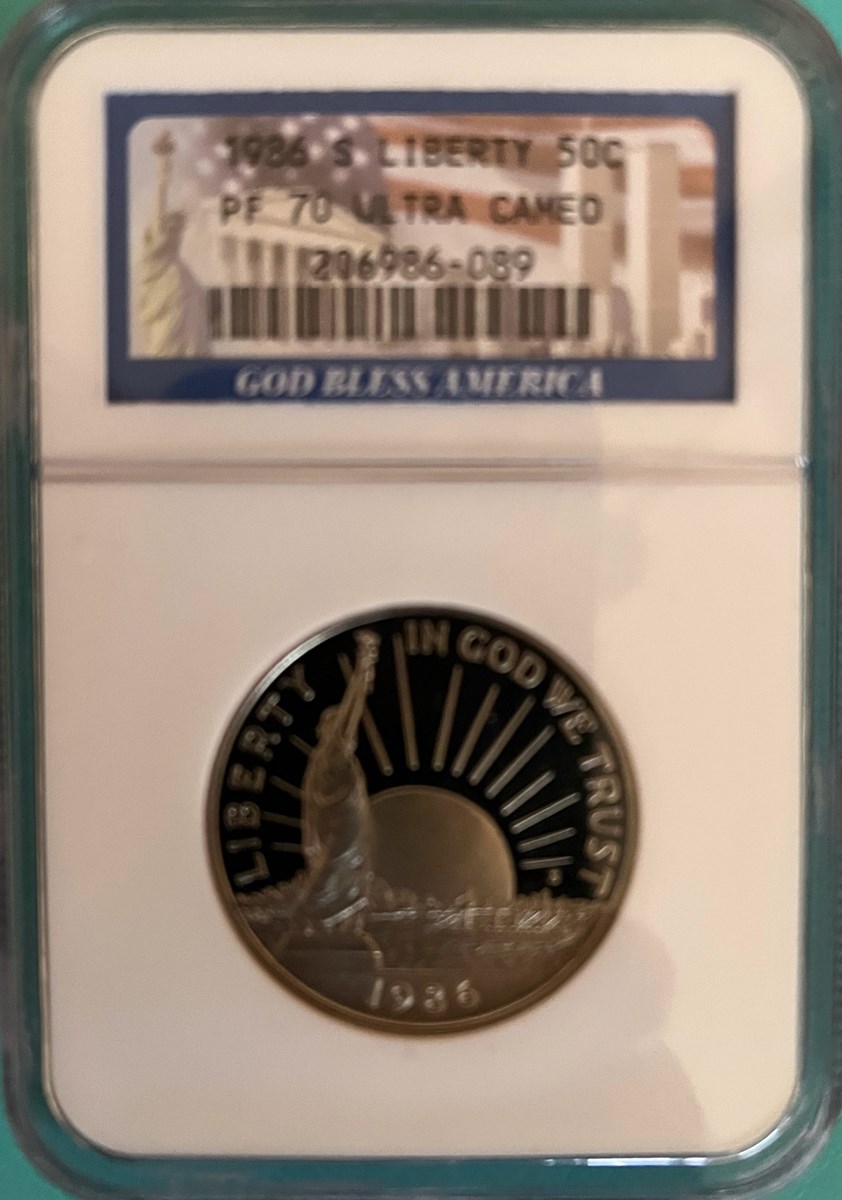 1986 S LIBERTY 50C
PF 70 ULTRA CAMEO
206986-089
GOD BLESS AMERICA
LIBERTY
IN GOD WE TRUST
1986